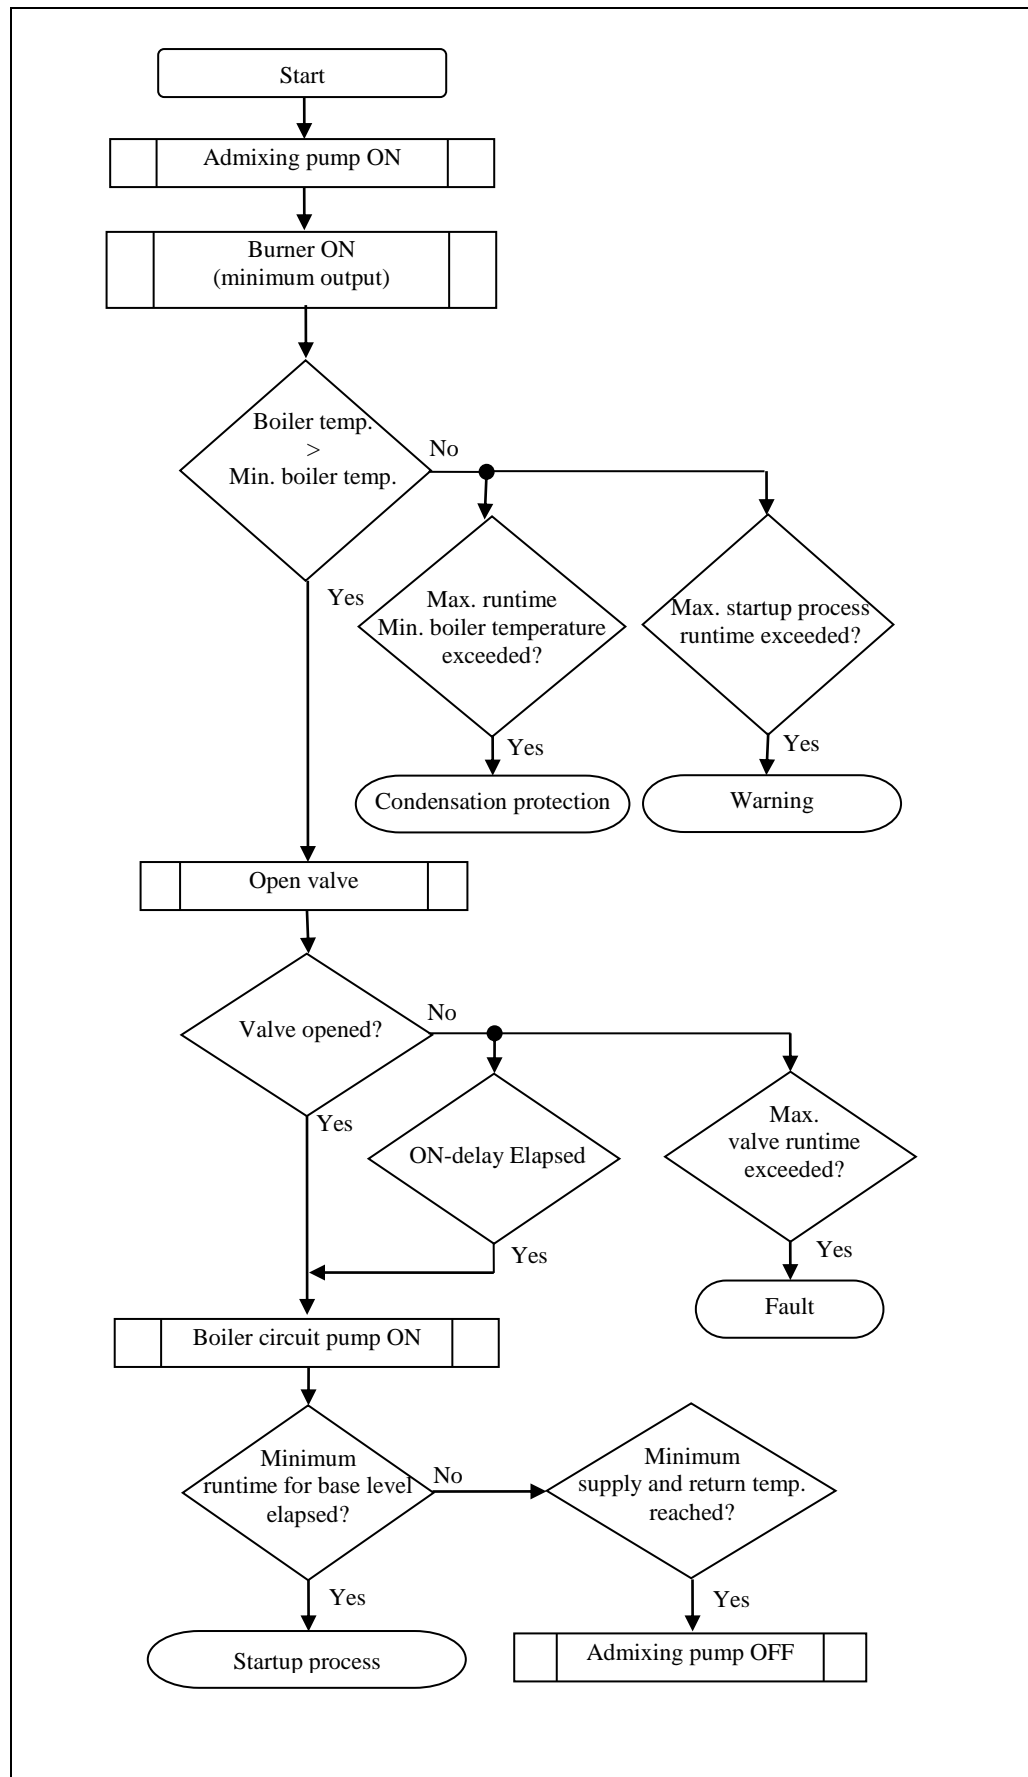 Start
Admixing pump ON
Burner ON
(minimum output)
Boiler temp.
>
Min. boiler temp.
No
Yes
Max. runtime
Min. boiler temperature
exceeded?
Max. startup process
runtime exceeded?
Yes
Yes
Condensation protection
Warning
Open valve
Valve opened?
No
Yes
ON-delay Elapsed
Max.
valve runtime
exceeded?
Yes
Yes
Fault
Boiler circuit pump ON
Minimum
runtime for base level
elapsed?
No
Minimum
supply and return temp.
reached?
Yes
Yes
Startup process
Admixing pump OFF